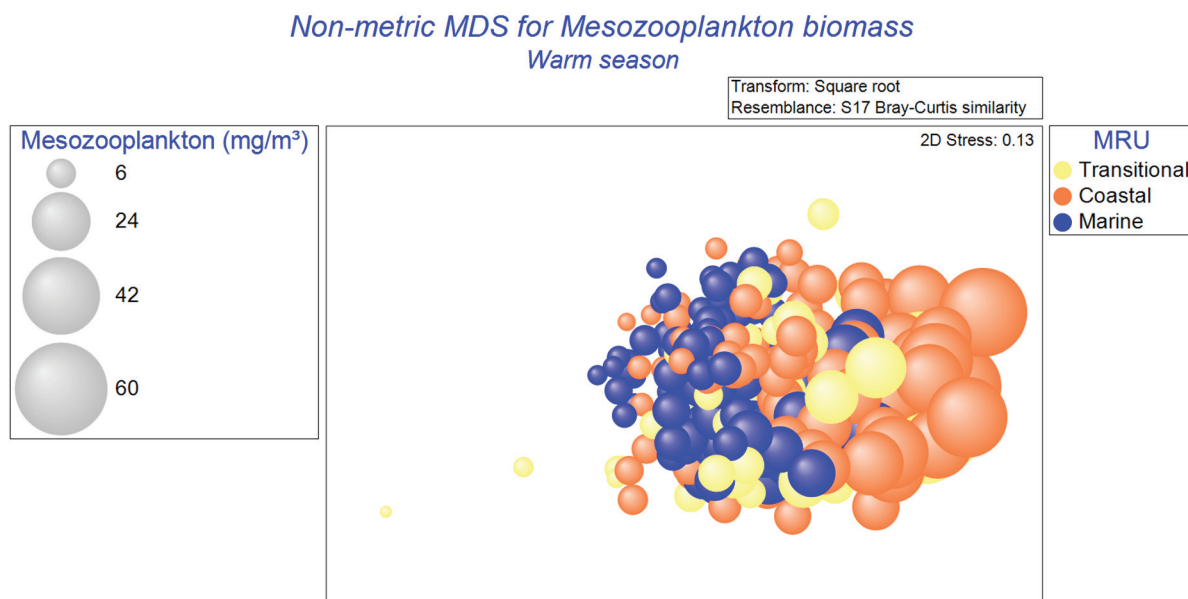 Non-metric MDS for Mesozooplankton biomass
Warm season
Transform: Square root
Resemblance: S17 Bray-Curtis similarity
Mesozooplankton (mg/m³)
6
24
42
60
2D Stress: 0.13
MRU
Transitional
Coastal
Marine